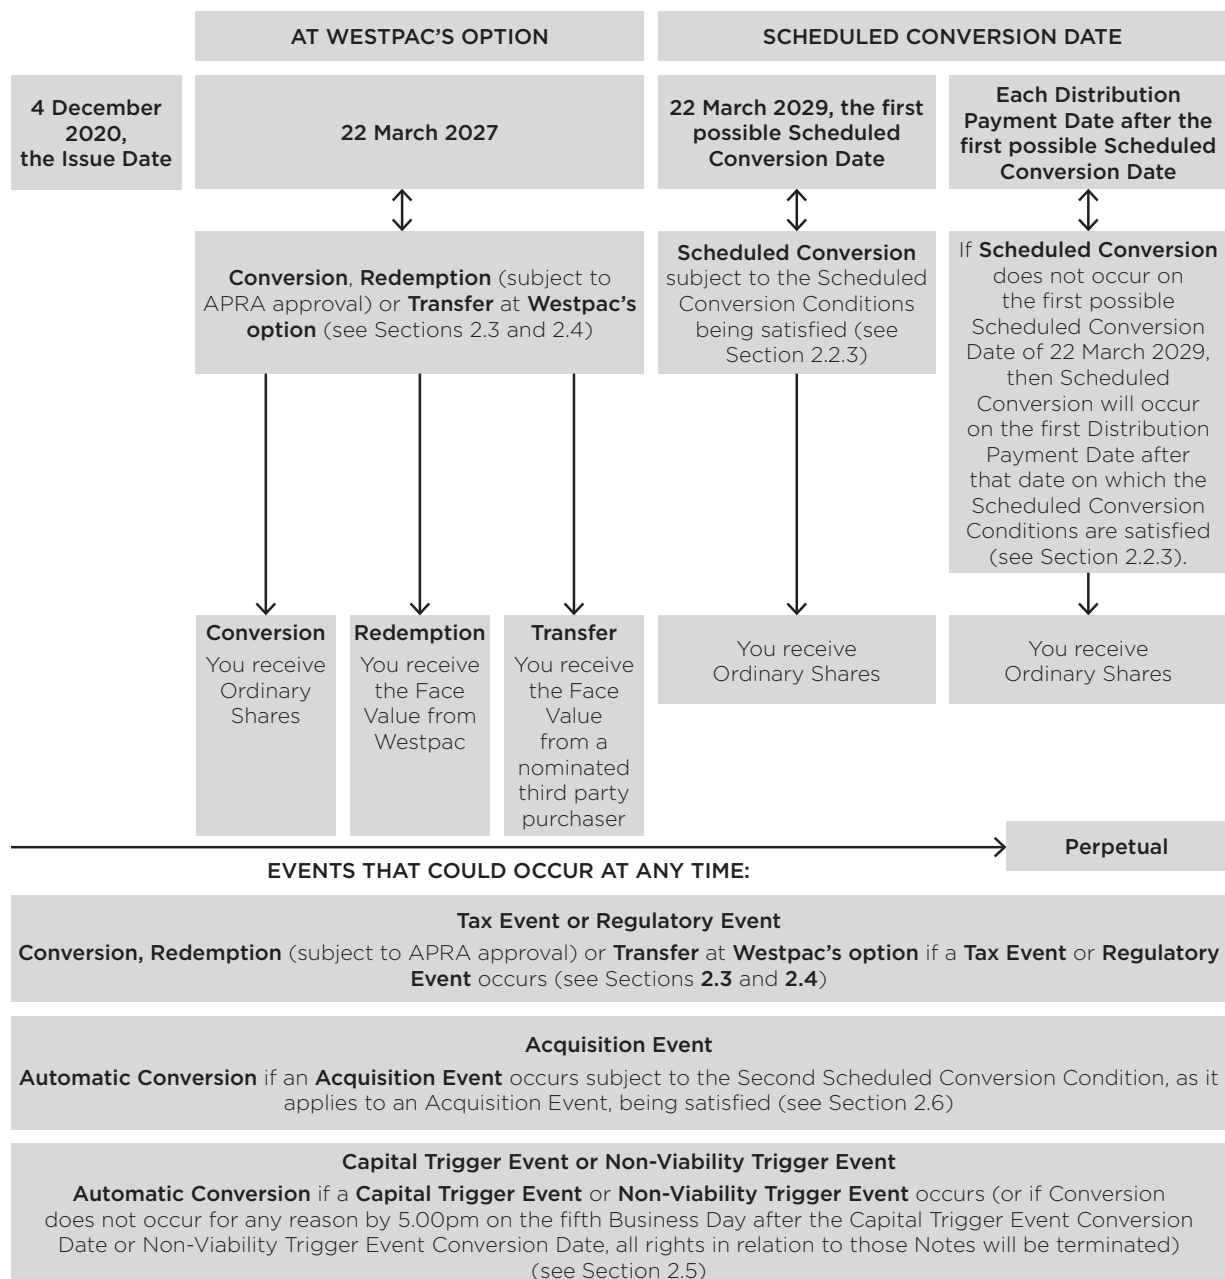 AT WESTPAC'S OPTION
SCHEDULED CONVERSION DATE
4 December
2020,
the Issue Date
22 March 2027
22 March 2029, the first
possible Scheduled
Conversion Date
Each Distribution
Payment Date after the
first possible Scheduled
Conversion Date
Conversion, Redemption (subject to
APRA approval) or Transfer at Westpac's
option (see Sections 2.3 and 2.4)
Scheduled Conversion
subject to the Scheduled
Conversion Conditions
being satisfied (see
Section 2.2.3)
If Scheduled Conversion
does not occur on
the first possible
Scheduled Conversion
Date of 22 March 2029,
then Scheduled
Conversion will occur
on the first Distribution
Payment Date after
that date on which the
Scheduled Conversion
Conditions are satisfied
(see Section 2.2.3).
Conversion
You receive
Ordinary
Shares
Redemption
You receive
the Face
Value from
Westpac
Transfer
You receive
the Face
Value
from a
nominated
third party
purchaser
You receive
Ordinary Shares
You receive
Ordinary Shares
Perpetual
EVENTS THAT COULD OCCUR AT ANY TIME:
Tax Event or Regulatory Event
Conversion, Redemption (subject to APRA approval) or Transfer at Westpac's option if a Tax Event or Regulatory
Event occurs (see Sections 2.3 and 2.4)
Acquisition Event
Automatic Conversion if an Acquisition Event occurs subject to the Second Scheduled Conversion Condition, as it
applies to an Acquisition Event, being satisfied (see Section 2.6)
Capital Trigger Event or Non-Viability Trigger Event
Automatic Conversion if a Capital Trigger Event or Non-Viability Trigger Event occurs (or if Conversion
does not occur for any reason by 5.00pm on the fifth Business Day after the Capital Trigger Event Conversion
Date or Non-Viability Trigger Event Conversion Date, all rights in relation to those Notes will be terminated)
(see Section 2.5)